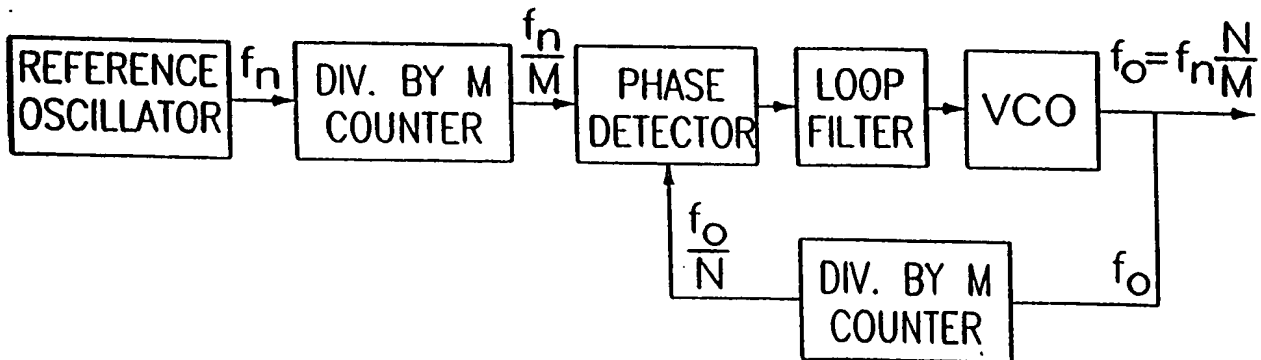 REFERENCE
OSCILLATOR
fn
DIV. BY M
COUNTER
fn
M
PHASE
DETECTOR
LOOP
FILTER
VCO
fo=fn N
M
fo
N
DIV. BY M
COUNTER
fo